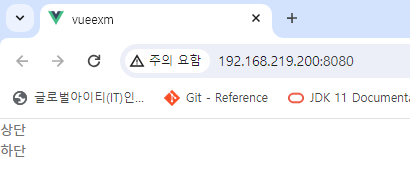 vueexm
주의 요함 192.168.219.200:8080
글로벌아이티(IT)인... Git - Reference JDK 11 Documenta
상단
하단